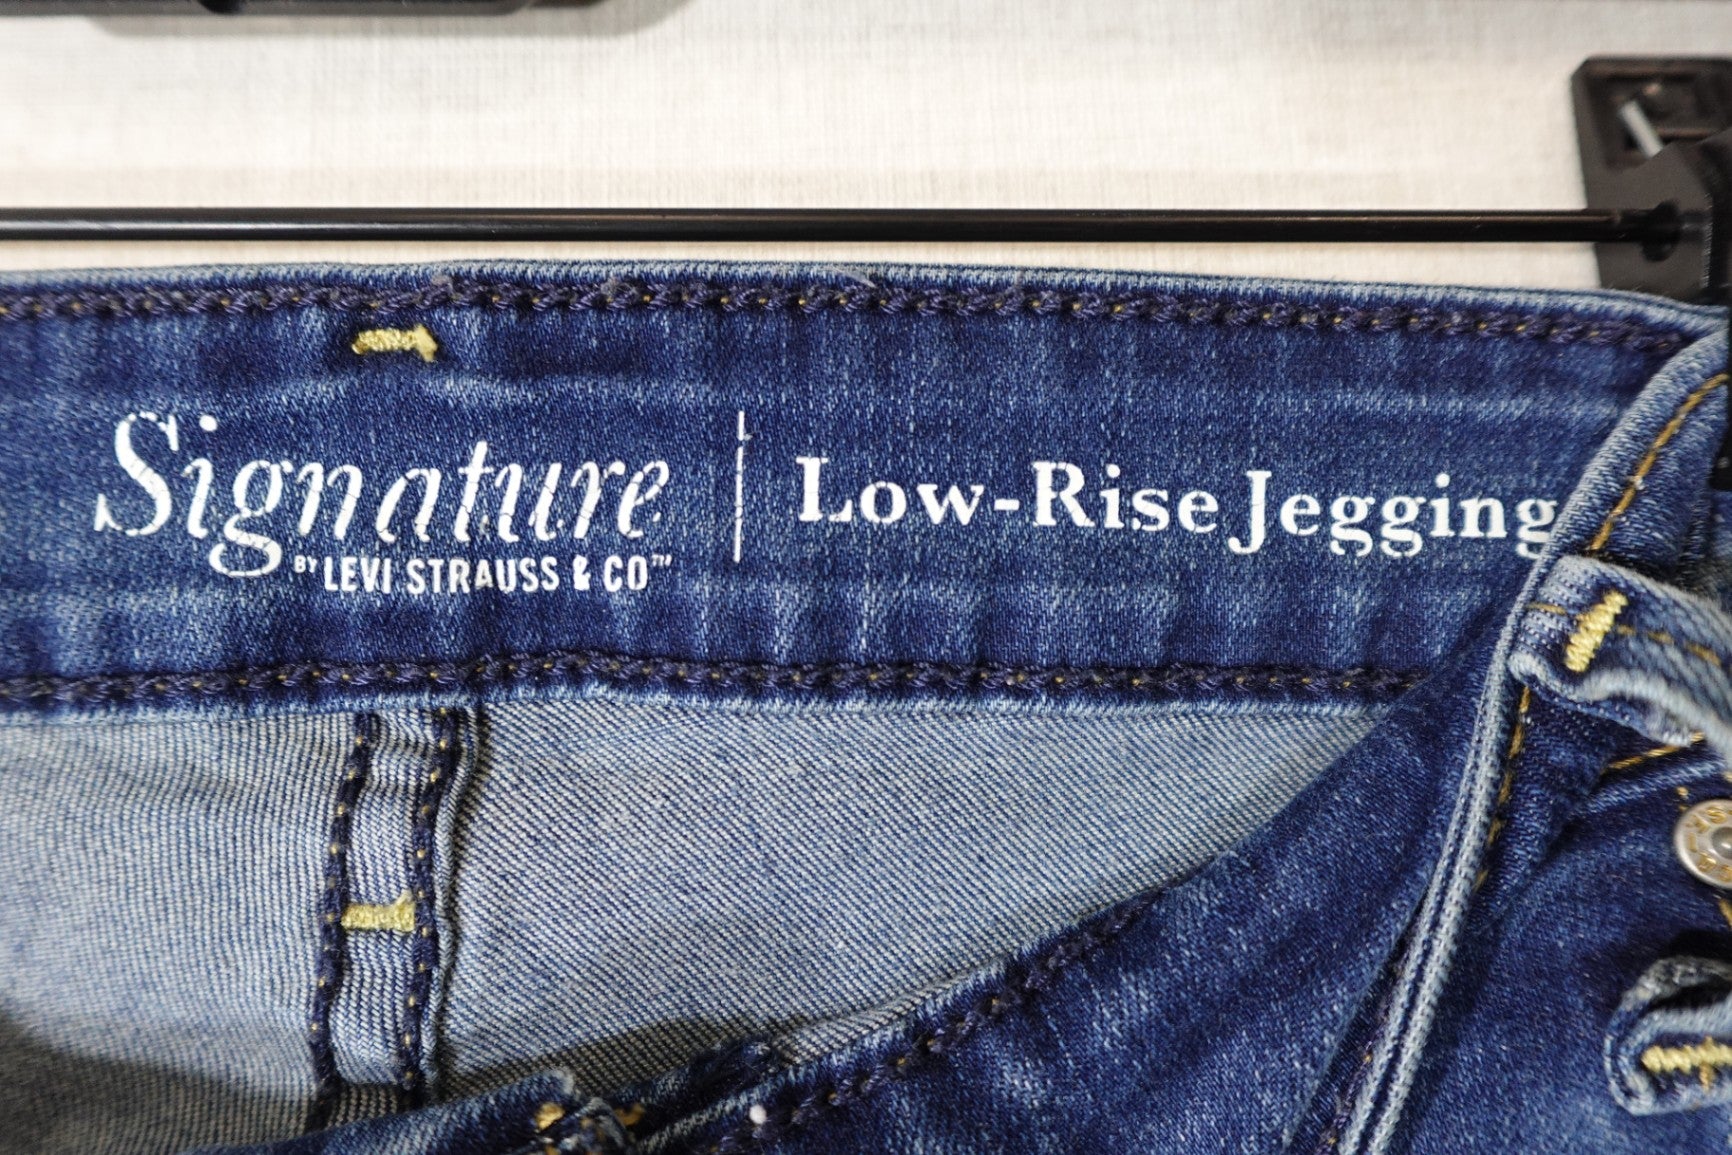 Signature
BY LEVI STRAUSS & CO™
Low-Rise Jegging